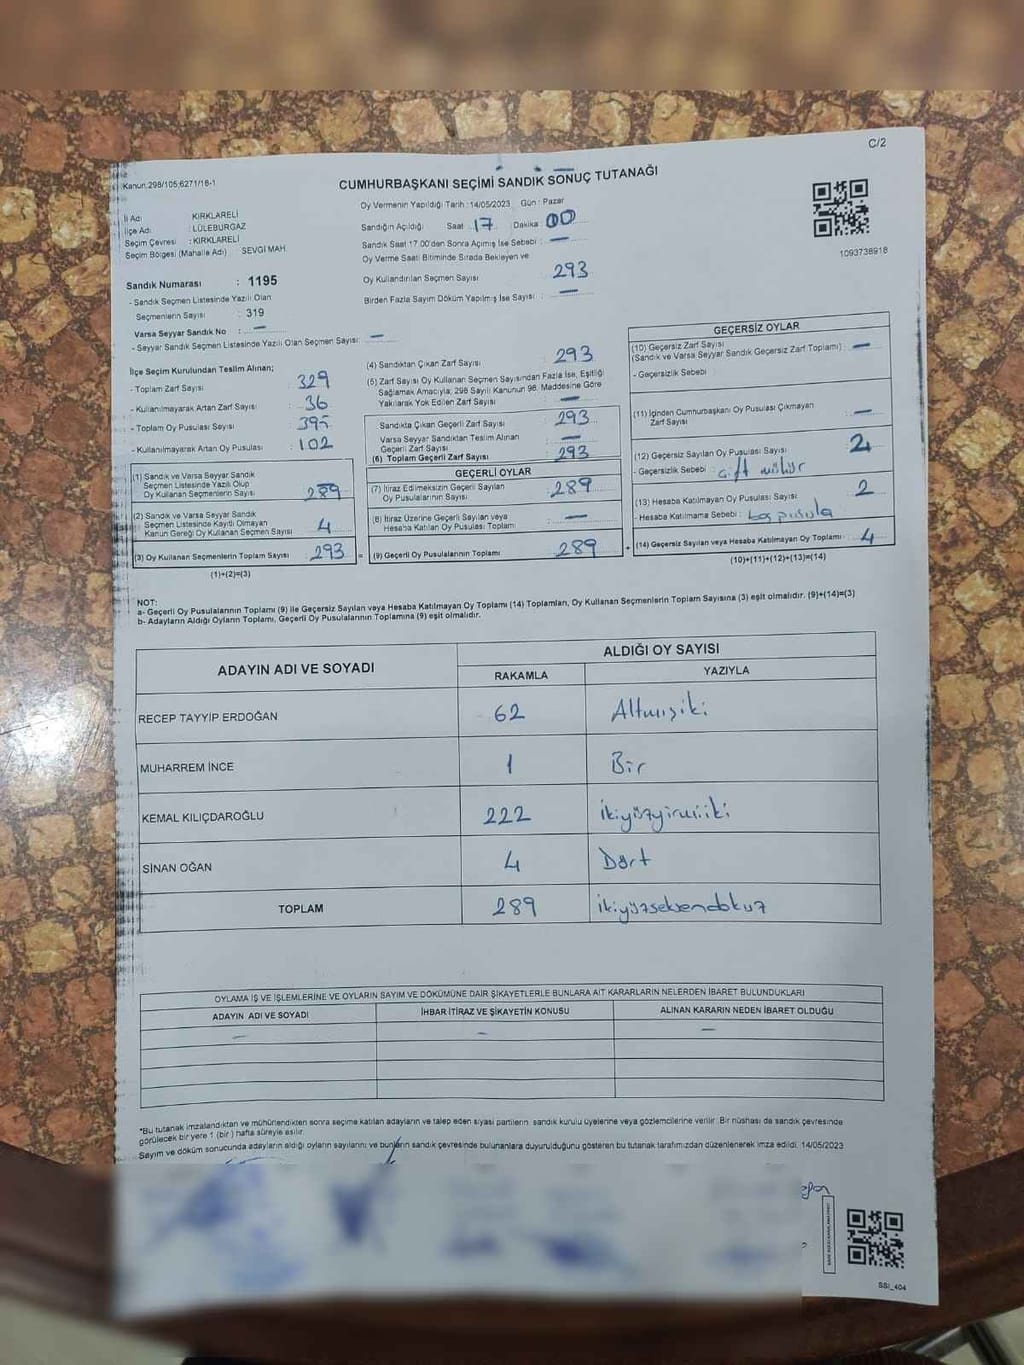 C/2
Kanun:298/105;6271/18-1
CUMHURBAŞKANI SEÇİMİ SANDIK SONUÇ TUTANAĞI
İl Adı : KIRKLARELİ
İlçe Adı : LÜLEBURGAZ
Seçim Çevresi : KIRKLARELİ
Seçim Bölgesi (Mahalle Adı) SEVGİ MAH.
Sandık Numarası : 1195
- Sandık Seçmen Listesinde Yazılı Olan
Seçmenlerin Sayısı : 319
Varsa Seyyar Sandık No : —
- Seyyar Sandık Seçmen Listesinde Yazılı Olan Seçmen Sayısı: —
Oy Vermenin Yapıldığı Tarih :14/05/2023 Gün : Pazar
Sandığın Açıldığı Saat : 17 Dakika : 00
Sandık Saat 17.00'den Sonra Açımış İse Sebebi : —
Oy Verme Saati Bitiminde Sırada Bekleyen ve
Oy Kullandırılan Seçmen Sayısı : 293
Birden Fazla Sayım Döküm Yapılmış İse Sayısı : —
1093738918
İlçe Seçim Kurulundan Teslim Alınan;
- Toplam Zarf Sayısı : 329
- Kullanılmayarak Artan Zarf Sayısı : 36
- Toplam Oy Pusulası Sayısı : 395
- Kullanılmayarak Artan Oy Pusulası : 102
(1) Sandık ve Varsa Seyyar Sandık
Seçmen Listesinde Yazılı Olup
Oy Kullanan Seçmenlerin Sayısı : 289
(2) Sandık ve Varsa Seyyar Sandık
Seçmen Listesinde Kayıtlı Olmayan
Kanun Gereği Oy Kullanan Seçmen Sayısı : 4
(3) Oy Kullanan Seçmenlerin Toplam Sayısı : 293
(1)+(2)=(3)
(4) Sandıktan Çıkan Zarf Sayısı : 293
(5) Zarf Sayısı Oy Kullanan Seçmen Sayısından Fazla İse, Eşitliği
Sağlamak Amacıyla; 298 Sayılı Kanunun 98. Maddesine Göre
Yakılarak Yok Edilen Zarf Sayısı : —
Sandıkta Çıkan Geçerli Zarf Sayısı : 293
Varsa Seyyar Sandıktan Teslim Alınan
Geçerli Zarf Sayısı : —
(6) Toplam Geçerli Zarf Sayısı : 293
GEÇERLİ OYLAR
(7) İtiraz Edilmeksizin Geçerli Sayılan
Oy Pusulalarının Sayısı : 289
(8) İtiraz Üzerine Geçerli Sayılan veya
Hesaba Katılan Oy Pusulası Toplamı : —
= (9) Geçerli Oy Pusulalarının Toplamı : 289 +
GEÇERSİZ OYLAR
(10) Geçersiz Zarf Sayısı
(Sandık ve Varsa Seyyar Sandık Geçersiz Zarf Toplamı) : —
- Geçersizlik Sebebi :
(11) İçinden Cumhurbaşkanı Oy Pusulası Çıkmayan
Zarf Sayısı : —
(12) Geçersiz Sayılan Oy Pusulası Sayısı : 2
- Geçersizlik Sebebi : çift mühür
(13) Hesaba Katılmayan Oy Pusulası Sayısı : 2
- Hesaba Katılmama Sebebi : boş pusula
(14) Geçersiz Sayılan veya Hesaba Katılmayan Oy Toplamı : 4
(10)+(11)+(12)+(13)=(14)
NOT:
a- Geçerli Oy Pusulalarının Toplamı (9) ile Geçersiz Sayılan veya Hesaba Katılmayan Oy Toplamı (14) Toplamları, Oy Kullanan Seçmenlerin Toplam Sayısına (3) eşit olmalıdır. (9)+(14)=(3)
b- Adayların Aldığı Oyların Toplamı, Geçerli Oy Pusulalarının Toplamına (9) eşit olmalıdır.
ADAYIN ADI VE SOYADI ALDIĞI OY SAYISI
RAKAMLA YAZIYLA
RECEP TAYYİP ERDOĞAN 62 Altmışiki
MUHARREM İNCE 1 Bir
KEMAL KILIÇDAROĞLU 222 ikiyüzyirmiiki
SİNAN OĞAN 4 Dört
TOPLAM 289 ikiyüzseksendokuz
OYLAMA İŞ VE İŞLEMLERİNE VE OYLARIN SAYIM VE DÖKÜMÜNE DAİR ŞİKAYETLERLE BUNLARA AİT KARARLARIN NELERDEN İBARET BULUNDUKLARI
ADAYIN ADI VE SOYADI İHBAR İTİRAZ VE ŞİKAYETİN KONUSU ALINAN KARARIN NEDEN İBARET OLDUĞU
— — —
*Bu tutanak imzalandıktan ve mühürlendikten sonra seçime katılan adayların ve talep eden siyasi partilerin sandık kurulu üyelerine veya gözlemcilerine verilir. Bir nüshası da sandık çevresinde
görülecek bir yere 1 (bir) hafta süreyle asılır.
Sayım ve döküm sonucunda adayların aldığı oyların sayılarını ve bunların sandık çevresinde bulunanlara duyurulduğunu gösteren bu tutanak tarafımızdan düzenlenerek imza edildi. 14/05/2023
SSI_404